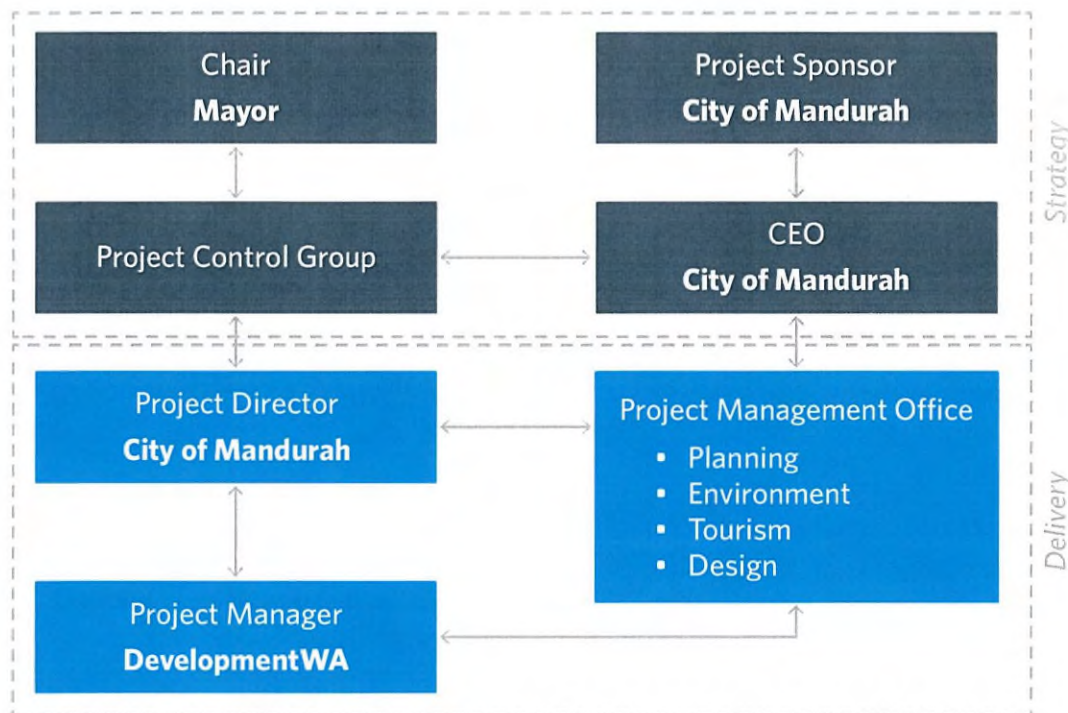 Chair
Mayor
Project Sponsor
City of Mandurah
Strategy
Project Control Group
CEO
City of Mandurah
Project Director
City of Mandurah
Project Management Office
▪ Planning
▪ Environment
▪ Tourism
▪ Design
Delivery
Project Manager
DevelopmentWA